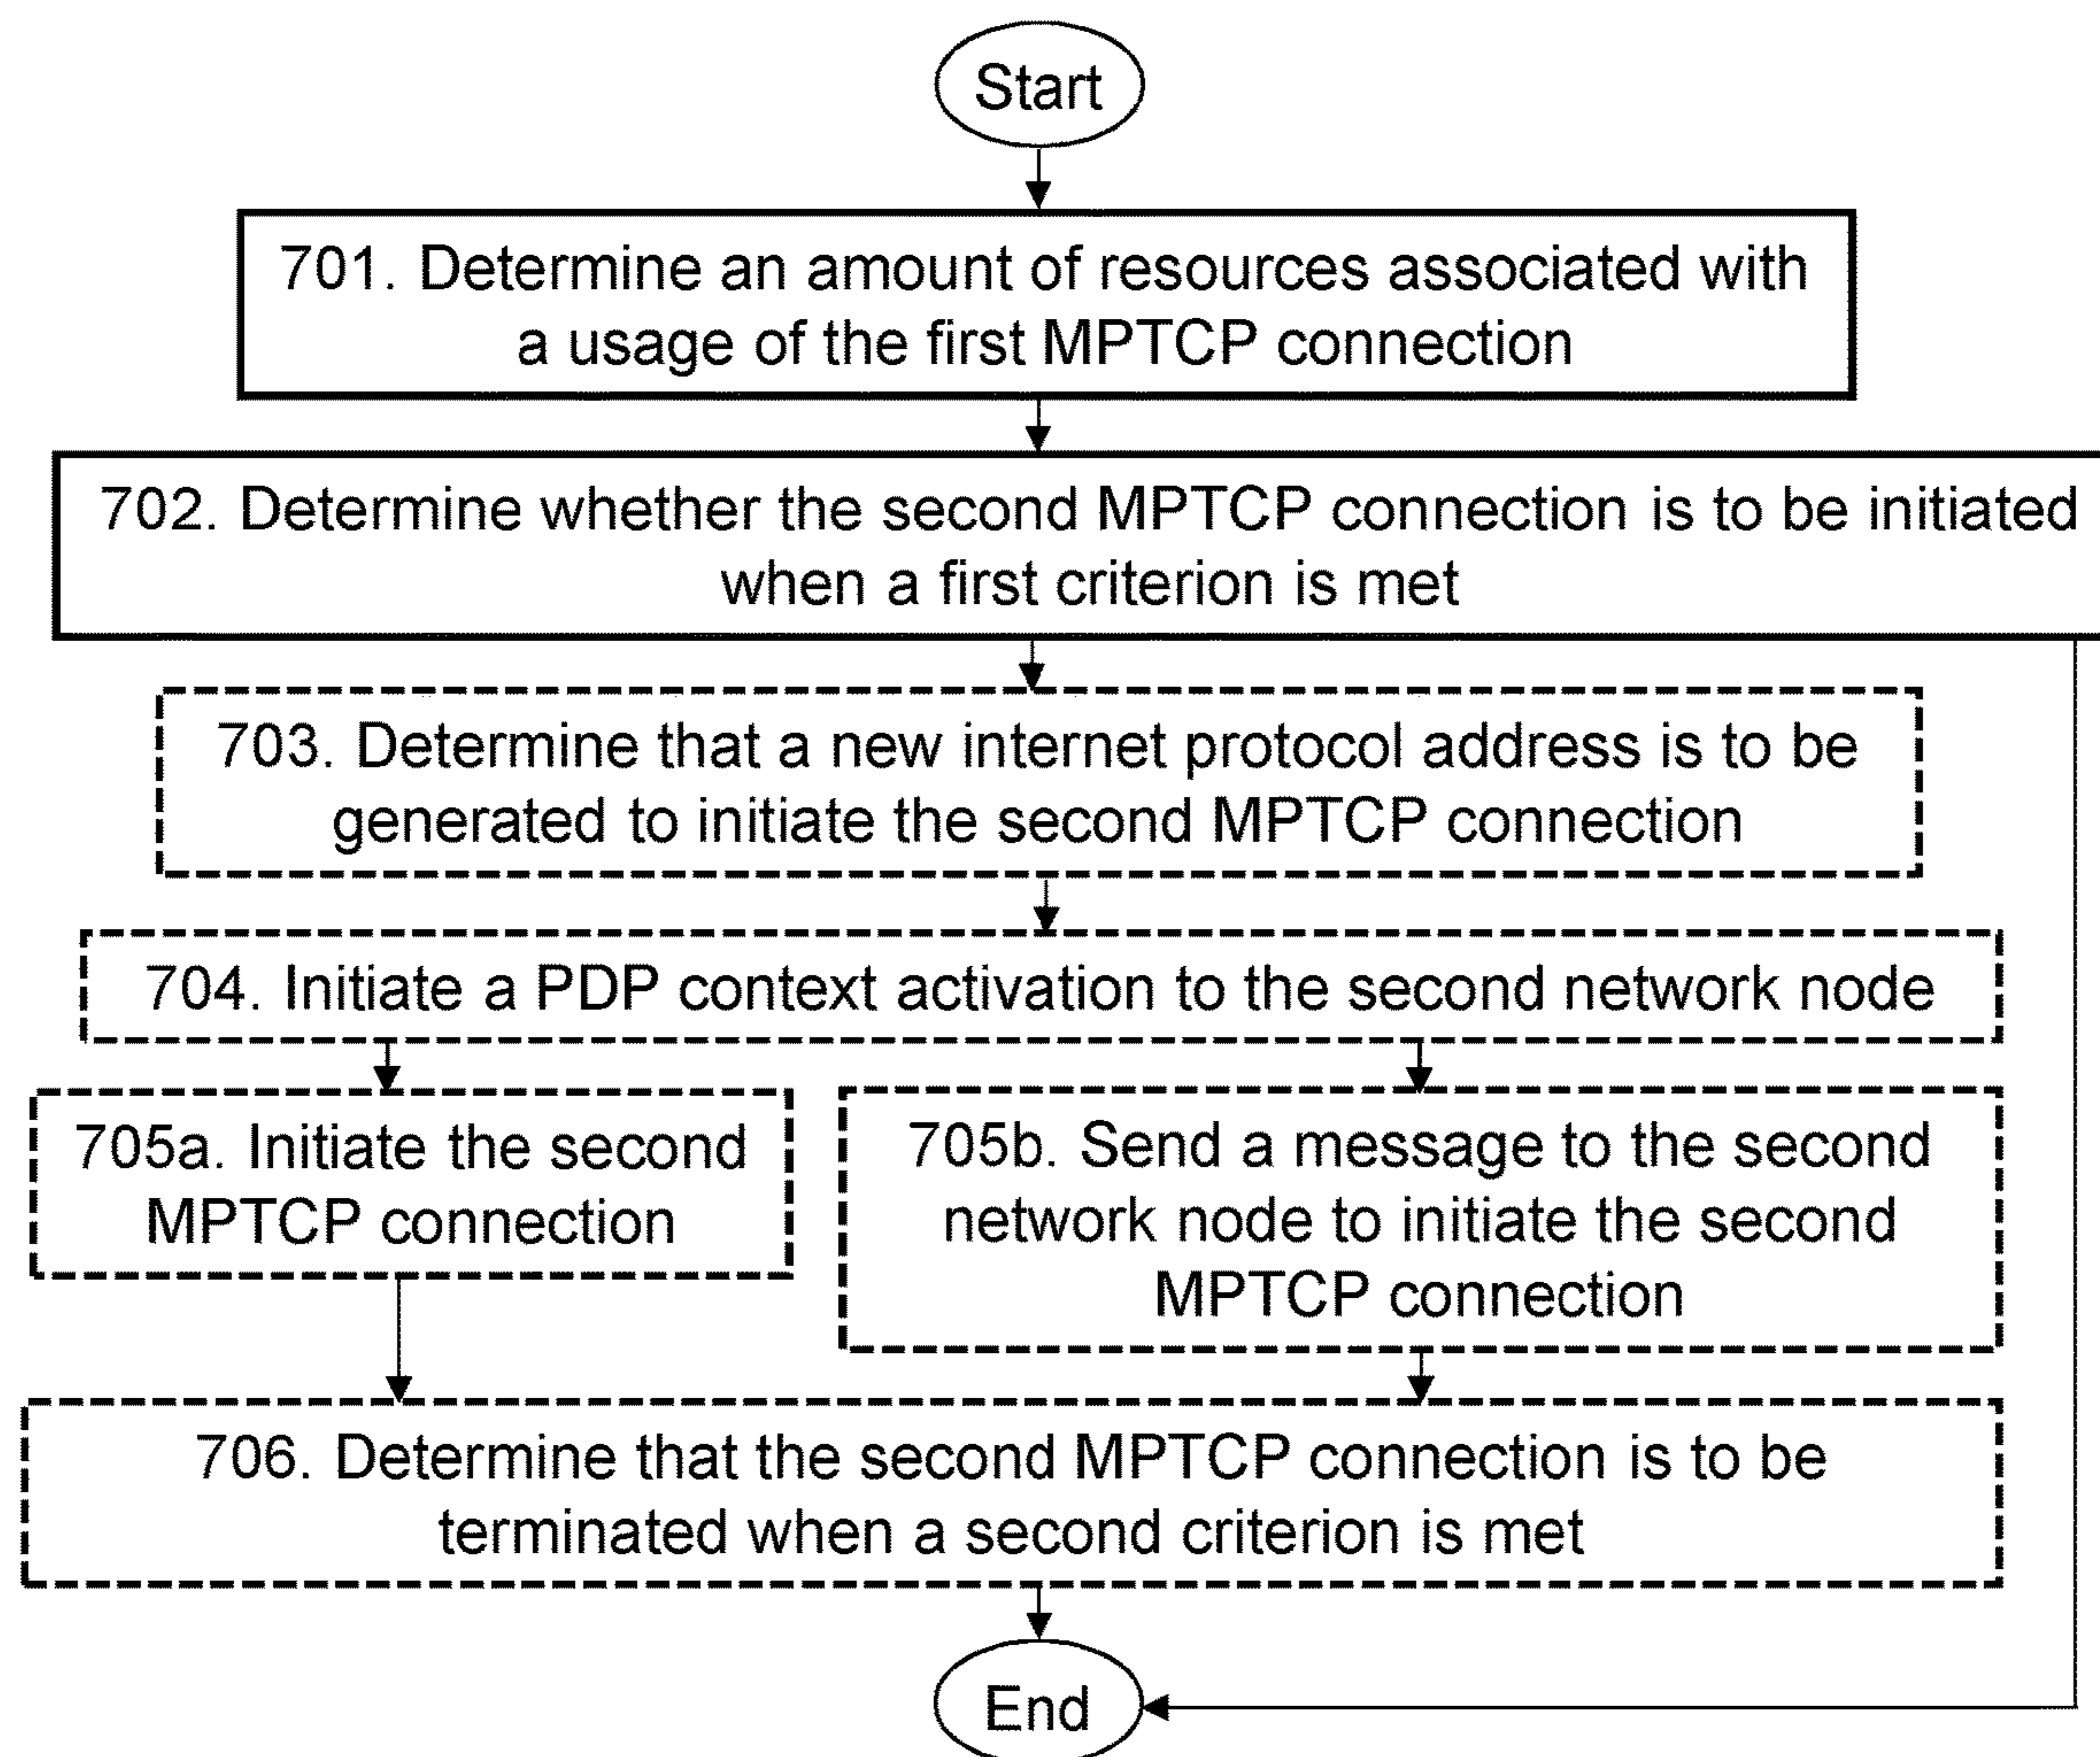 Start
701. Determine an amount of resources associated with
a usage of the first MPTCP connection
702. Determine whether the second MPTCP connection is to be initiated
when a first criterion is met
703. Determine that a new internet protocol address is to be
generated to initiate the second MPTCP connection
704. Initiate a PDP context activation to the second network node
705a. Initiate the second
MPTCP connection
705b. Send a message to the second
network node to initiate the second
MPTCP connection
706. Determine that the second MPTCP connection is to be
terminated when a second criterion is met
End